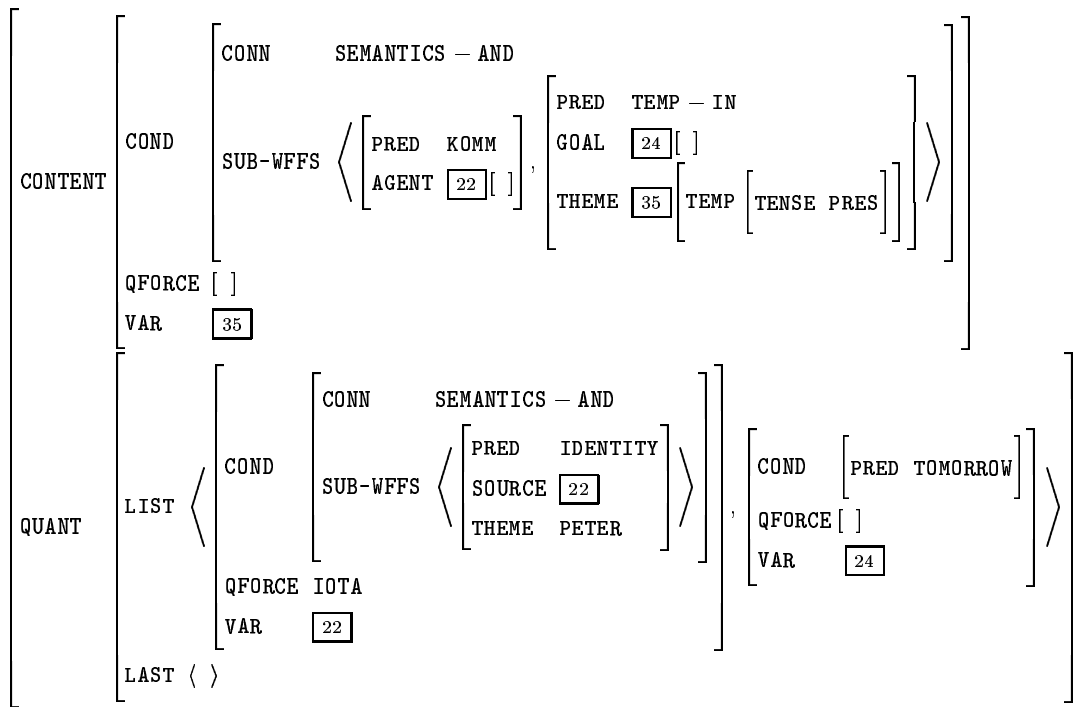 CONN SEMANTICS – AND
PRED TEMP – IN
COND PRED KOMM GOAL 24 [ ]
CONTENT SUB-WFFS ⟨ AGENT 22 [ ] , THEME 35 TEMP TENSE PRES ⟩
QFORCE [ ]
VAR 35
CONN SEMANTICS – AND
PRED IDENTITY
COND SOURCE 22 COND PRED TOMORROW
QUANT LIST ⟨ SUB-WFFS ⟨ THEME PETER ⟩ , QFORCE [ ] ⟩
VAR 24
QFORCE IOTA
VAR 22
LAST ⟨ ⟩